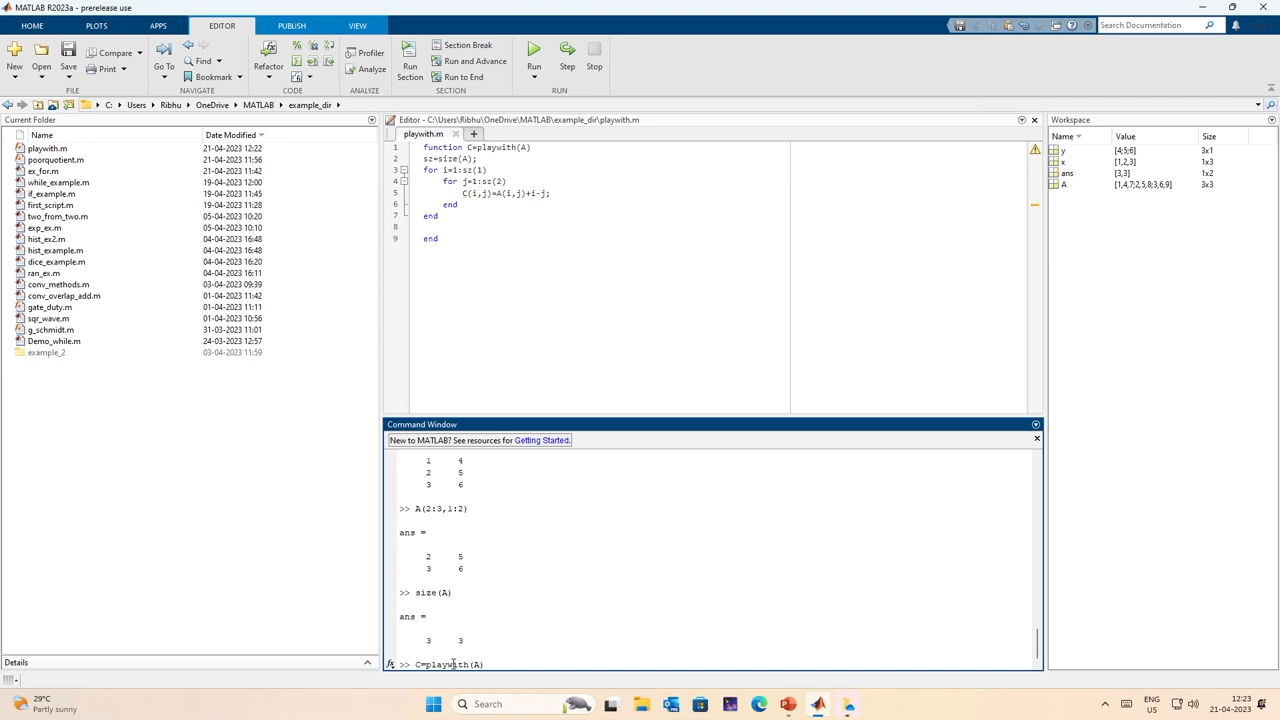 MATLAB R2023a - prerelease use
HOME PLOTS APPS EDITOR PUBLISH VIEW Search Documentation
New Open Save Compare Print Go To Find Bookmark Refactor Profiler Analyze Run Section Section Break Run and Advance Run to End Run Step Stop
FILE NAVIGATE CODE ANALYZE SECTION RUN
C: Users Ribhu OneDrive MATLAB example_dir
Current Folder
Name Date Modified
playwith.m 21-04-2023 12:22
poorquotient.m 21-04-2023 11:56
ex_for.m 21-04-2023 11:42
while_example.m 19-04-2023 12:00
if_example.m 19-04-2023 11:45
first_script.m 19-04-2023 11:28
two_from_two.m 05-04-2023 10:20
exp_ex.m 05-04-2023 10:10
hist_ex2.m 04-04-2023 16:48
hist_example.m 04-04-2023 16:48
dice_example.m 04-04-2023 16:20
ran_ex.m 04-04-2023 16:11
conv_methods.m 03-04-2023 09:39
conv_overlap_add.m 01-04-2023 11:42
gate_duty.m 01-04-2023 11:11
sqr_wave.m 01-04-2023 10:56
g_schmidt.m 31-03-2023 11:01
Demo_while.m 24-03-2023 12:57
example_2 03-04-2023 11:59
Details
Editor - C:\Users\Ribhu\OneDrive\MATLAB\example_dir\playwith.m
playwith.m
1 function C=playwith(A)
2 sz=size(A);
3 for i=1:sz(1)
4 for j=1:sz(2)
5 C(i,j)=A(i,j)+i-j;
6 end
7 end
8
9 end
Command Window
New to MATLAB? See resources for Getting Started.
1 4
2 5
3 6
>> A(2:3,1:2)
ans =
2 5
3 6
>> size(A)
ans =
3 3
>> C=playwith(A)
Workspace
Name Value Size
y [4;5;6] 3x1
x [1,2,3] 1x3
ans [3,3] 1x2
A [1,4,7;2,5,8;3,6,9] 3x3
29°C
Partly sunny
Search
ENG
US
12:23
21-04-2023